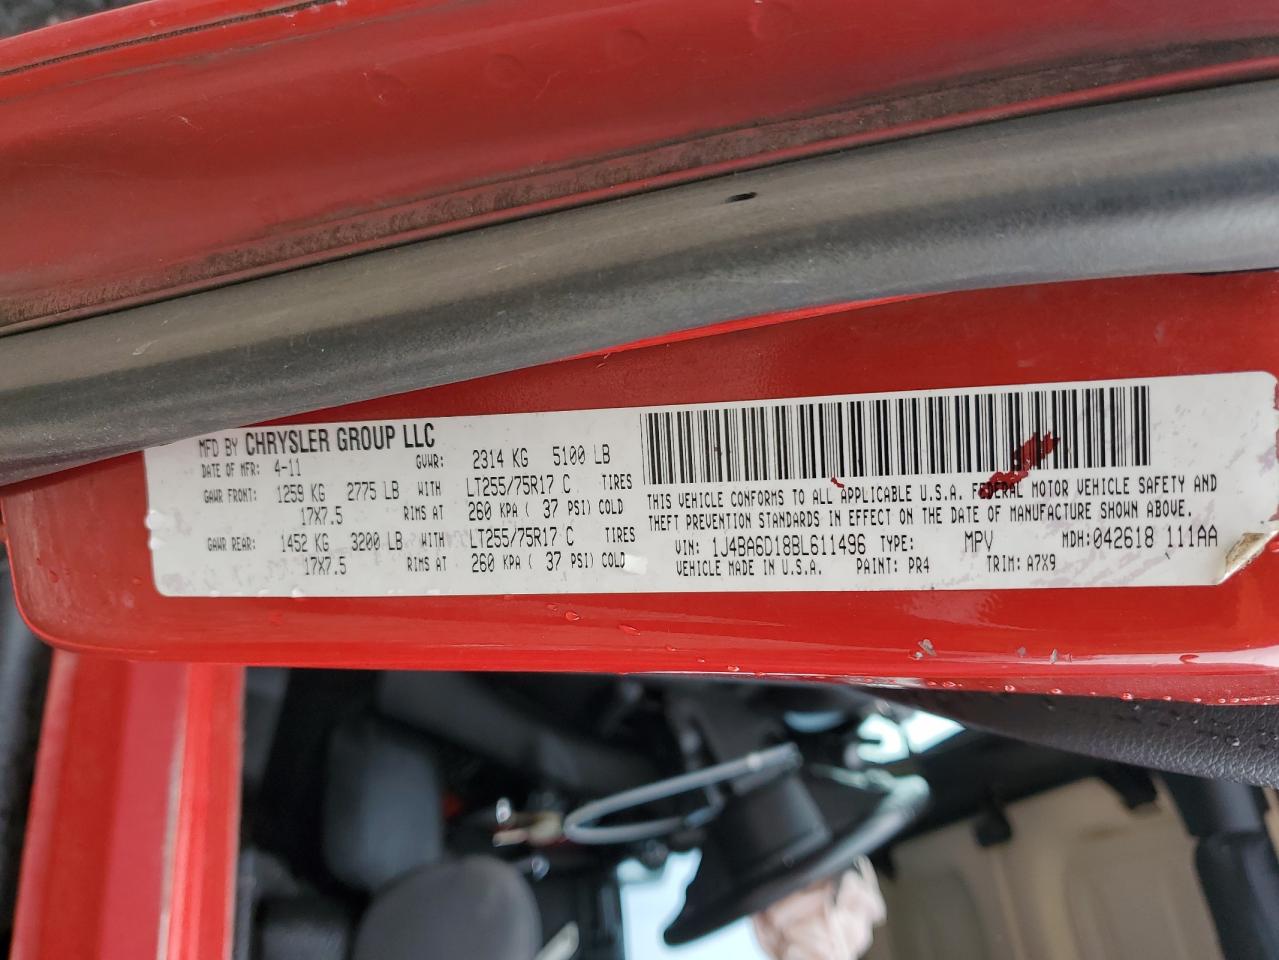 MFD BY CHRYSLER GROUP LLC
DATE OF MFR: 4-11 GVWR: 2314 KG 5100 LB
GAWR FRONT: 1259 KG 2775 LB WITH LT255/75R17 C TIRES
17X7.5 RIMS AT 260 KPA ( 37 PSI) COLD
GAWR REAR: 1452 KG 3200 LB WITH LT255/75R17 C TIRES
17X7.5 RIMS AT 260 KPA ( 37 PSI) COLD
THIS VEHICLE CONFORMS TO ALL APPLICABLE U.S.A. FEDERAL MOTOR VEHICLE SAFETY AND
THEFT PREVENTION STANDARDS IN EFFECT ON THE DATE OF MANUFACTURE SHOWN ABOVE.
VIN: 1J4BA6D18BL611496 TYPE: MPV MDH: 042618 111AA
VEHICLE MADE IN U.S.A. PAINT: PR4 TRIM: A7X9